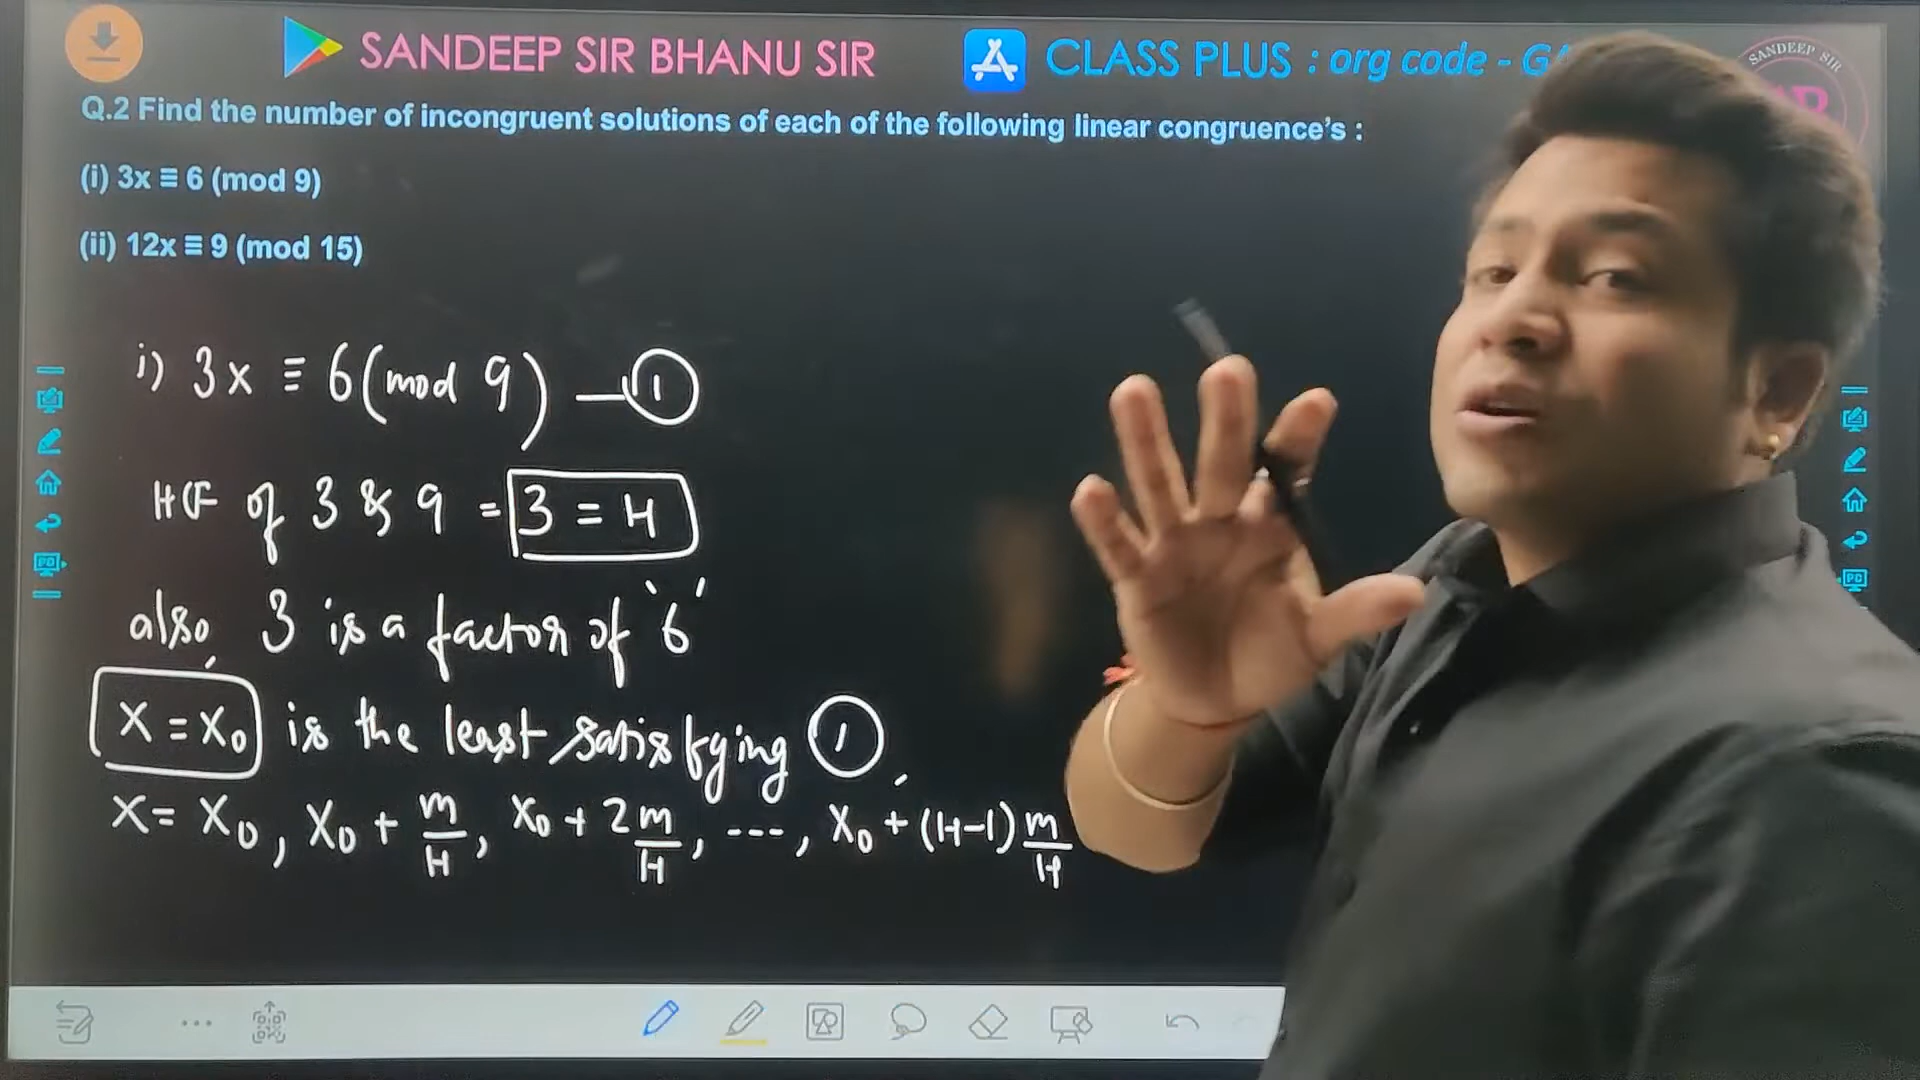 SANDEEP SIR BHANU SIR
CLASS PLUS : org code - GA
SANDEEP SIR
Q.2 Find the number of incongruent solutions of each of the following linear congruence's :
(i) 3x ≡ 6 (mod 9)
(ii) 12x ≡ 9 (mod 15)
i) 3x ≡ 6 (mod 9) — ①
HCF of 3 & 9 = 3 = H
also, 3 is a factor of '6'
x = x₀ is the least satisfying ①,
x = x₀, x₀ + m/H, x₀ + 2m/H, ---, x₀ + (H-1) m/H